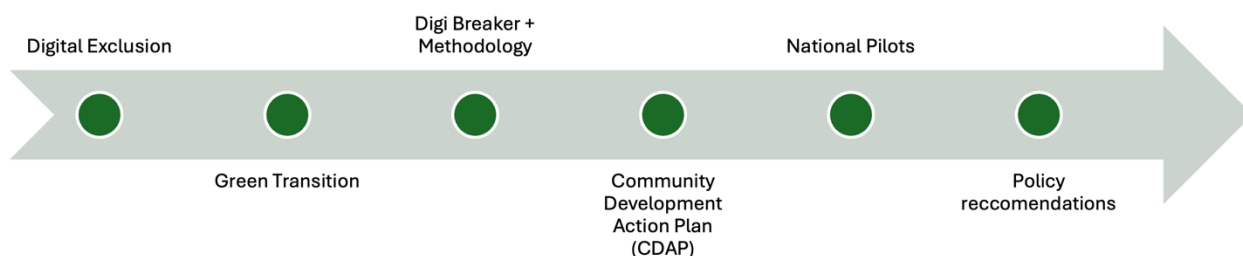 Digital Exclusion
Green Transition
Digi Breaker +
Methodology
Community
Development
Action Plan
(CDAP)
National Pilots
Policy
reccomendations